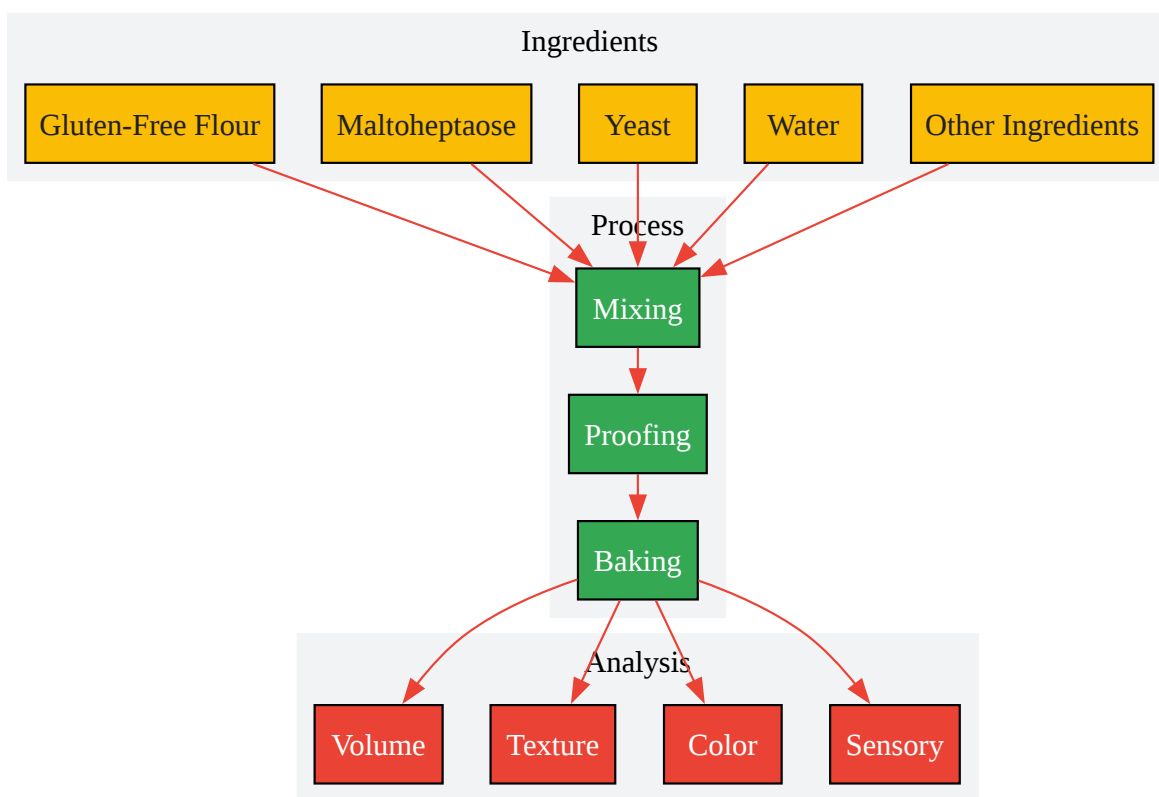 Ingredients
Gluten-Free Flour
Maltoheptaose
Yeast
Water
Other Ingredients
Process
Mixing
Proofing
Baking
Analysis
Volume
Texture
Color
Sensory